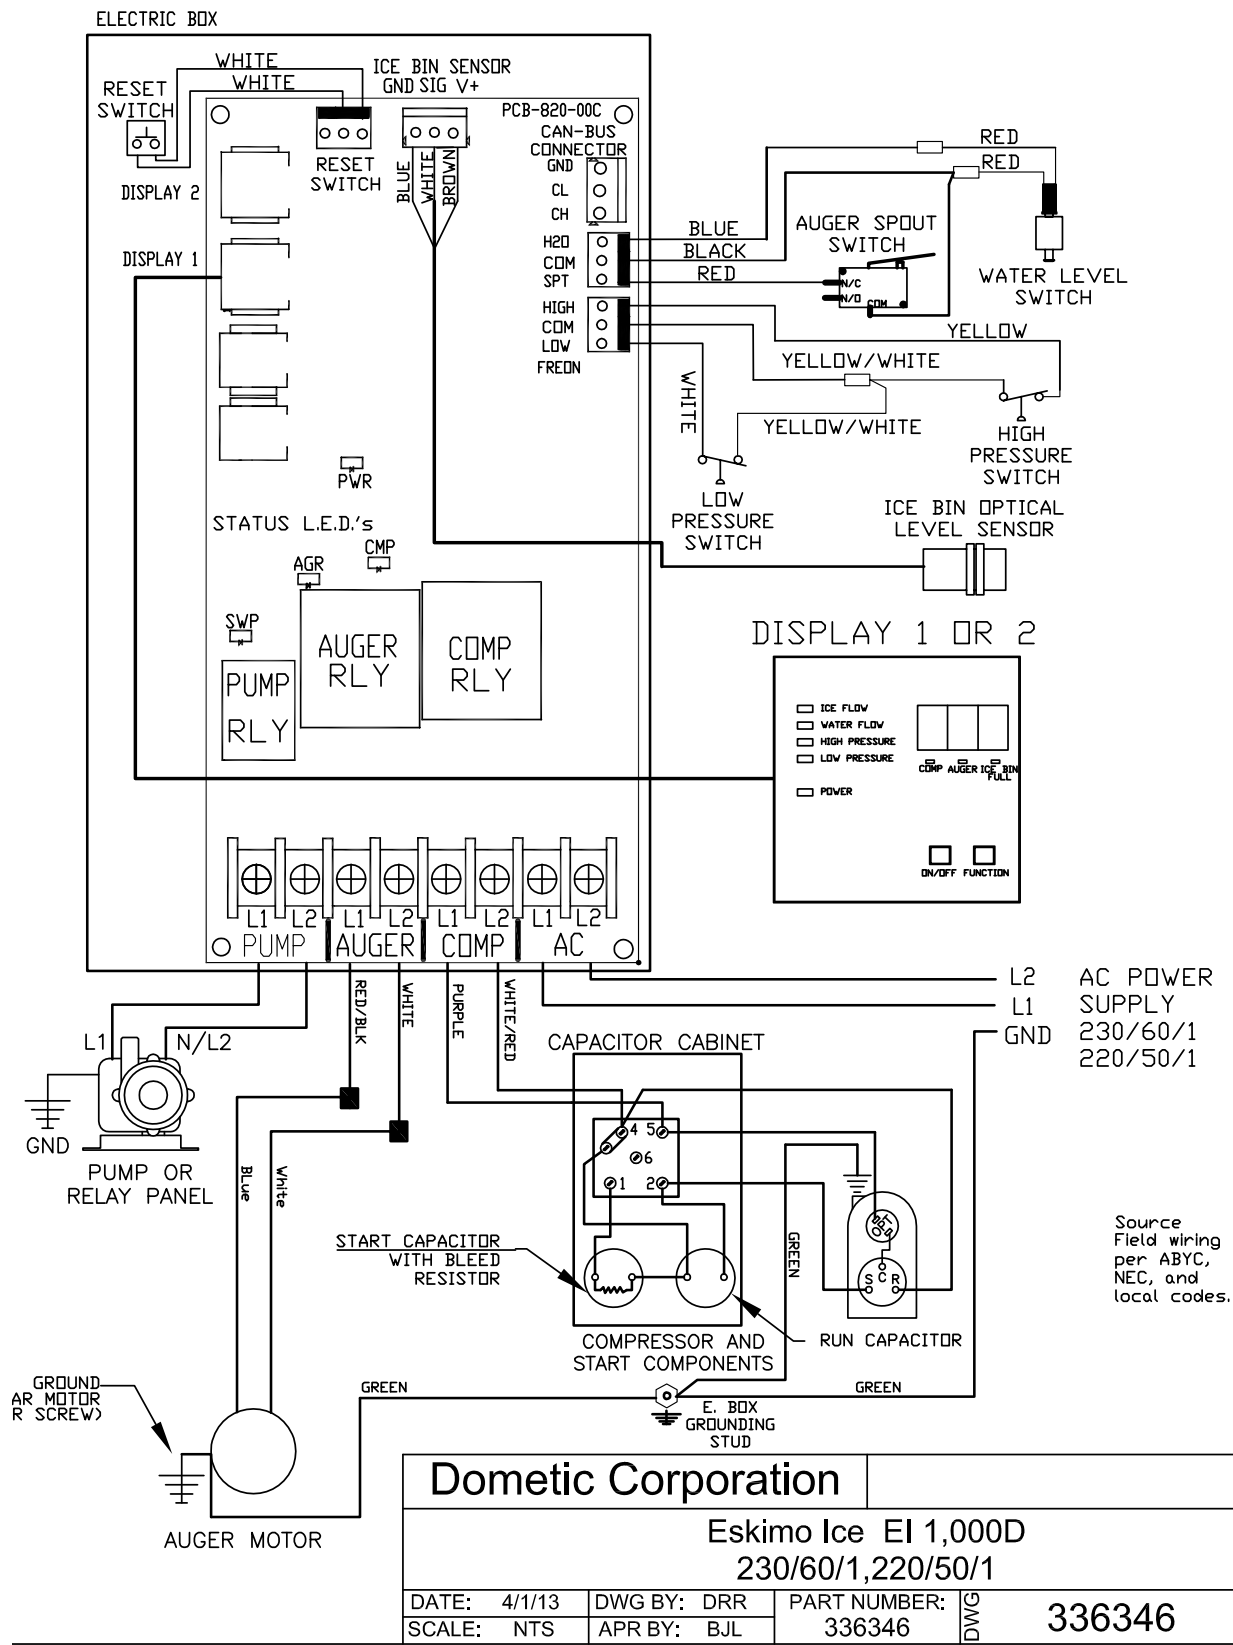 ELECTRIC BOX
WHITE
WHITE
RESET
SWITCH
ICE BIN SENSOR
GND SIG V+
PCB-820-00C
CAN-BUS
CONNECTOR
GND
CL
CH
RESET
SWITCH
BLUE
WHITE
BROWN
DISPLAY 2
DISPLAY 1
H2O
COM
SPT
HIGH
COM
LOW
FREON
BLUE
BLACK
RED
RED
RED
AUGER SPOUT
SWITCH
N/C
N/O
COM
WATER LEVEL
SWITCH
YELLOW
YELLOW/WHITE
YELLOW/WHITE
WHITE
HIGH
PRESSURE
SWITCH
LOW
PRESSURE
SWITCH
ICE BIN OPTICAL
LEVEL SENSOR
PWR
STATUS L.E.D.'s
CMP
AGR
SWP
PUMP
RLY
AUGER
RLY
COMP
RLY
DISPLAY 1 OR 2
ICE FLOW
WATER FLOW
HIGH PRESSURE
LOW PRESSURE
POWER
COMP AUGER ICE BIN
FULL
ON/OFF FUNCTION
L1 L2 L1 L2 L1 L2 L1 L2
PUMP AUGER COMP AC
L2
L1
GND
AC POWER
SUPPLY
230/60/1
220/50/1
RED/BLK
WHITE
PURPLE
WHITE/RED
L1
N/L2
GND
PUMP OR
RELAY PANEL
Blue
White
CAPACITOR CABINET
4 5
6
1 2
START CAPACITOR
WITH BLEED
RESISTOR
GREEN
OPLT
S C R
RUN CAPACITOR
COMPRESSOR AND
START COMPONENTS
Source
Field wiring
per ABYC,
NEC, and
local codes.
GROUND
AR MOTOR
R SCREW)
GREEN
GREEN
E. BOX
GROUNDING
STUD
AUGER MOTOR
Dometic Corporation
Eskimo Ice EI 1,000D
230/60/1,220/50/1
DATE: 4/1/13 DWG BY: DRR PART NUMBER: DWG 336346
SCALE: NTS APR BY: BJL 336346